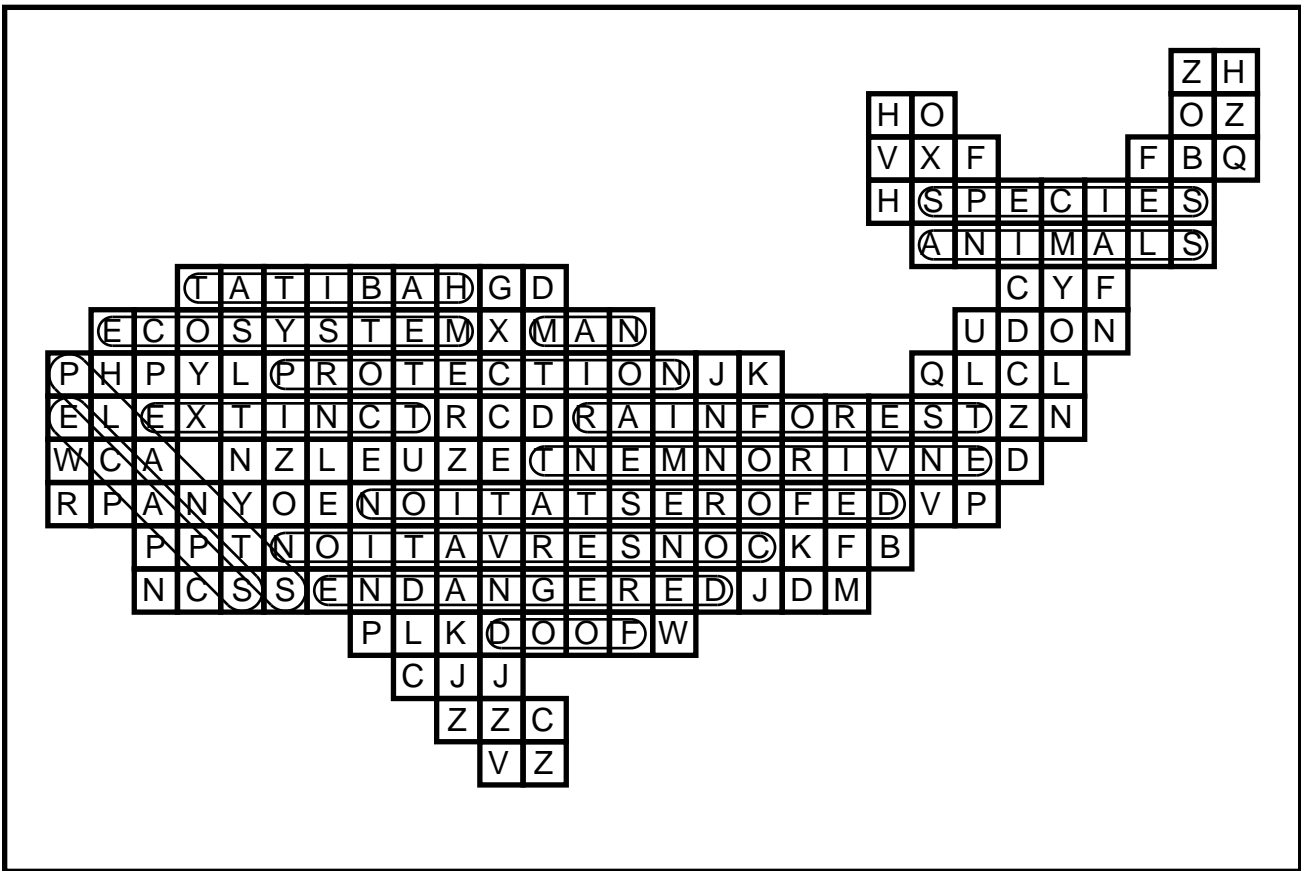 Z H
H O O Z
V X F F B Q
H S P E C I E S
A N I M A L S
T A T I B A H G D C Y F
E C O S Y S T E M X M A N U D O N
P H P Y L P R O T E C T I O N J K Q L C L
E L E X T I N C T R C D R A I N F O R E S T Z N
W C A N Z L E U Z E T N E M N O R I V N E D
R P A N Y O E N O I T A T S E R O F E D V P
P P T N O I T A V R E S N O C K F B
N C S S E N D A N G E R E D J D M
P L K D O O F W
C J J
Z Z C
V Z